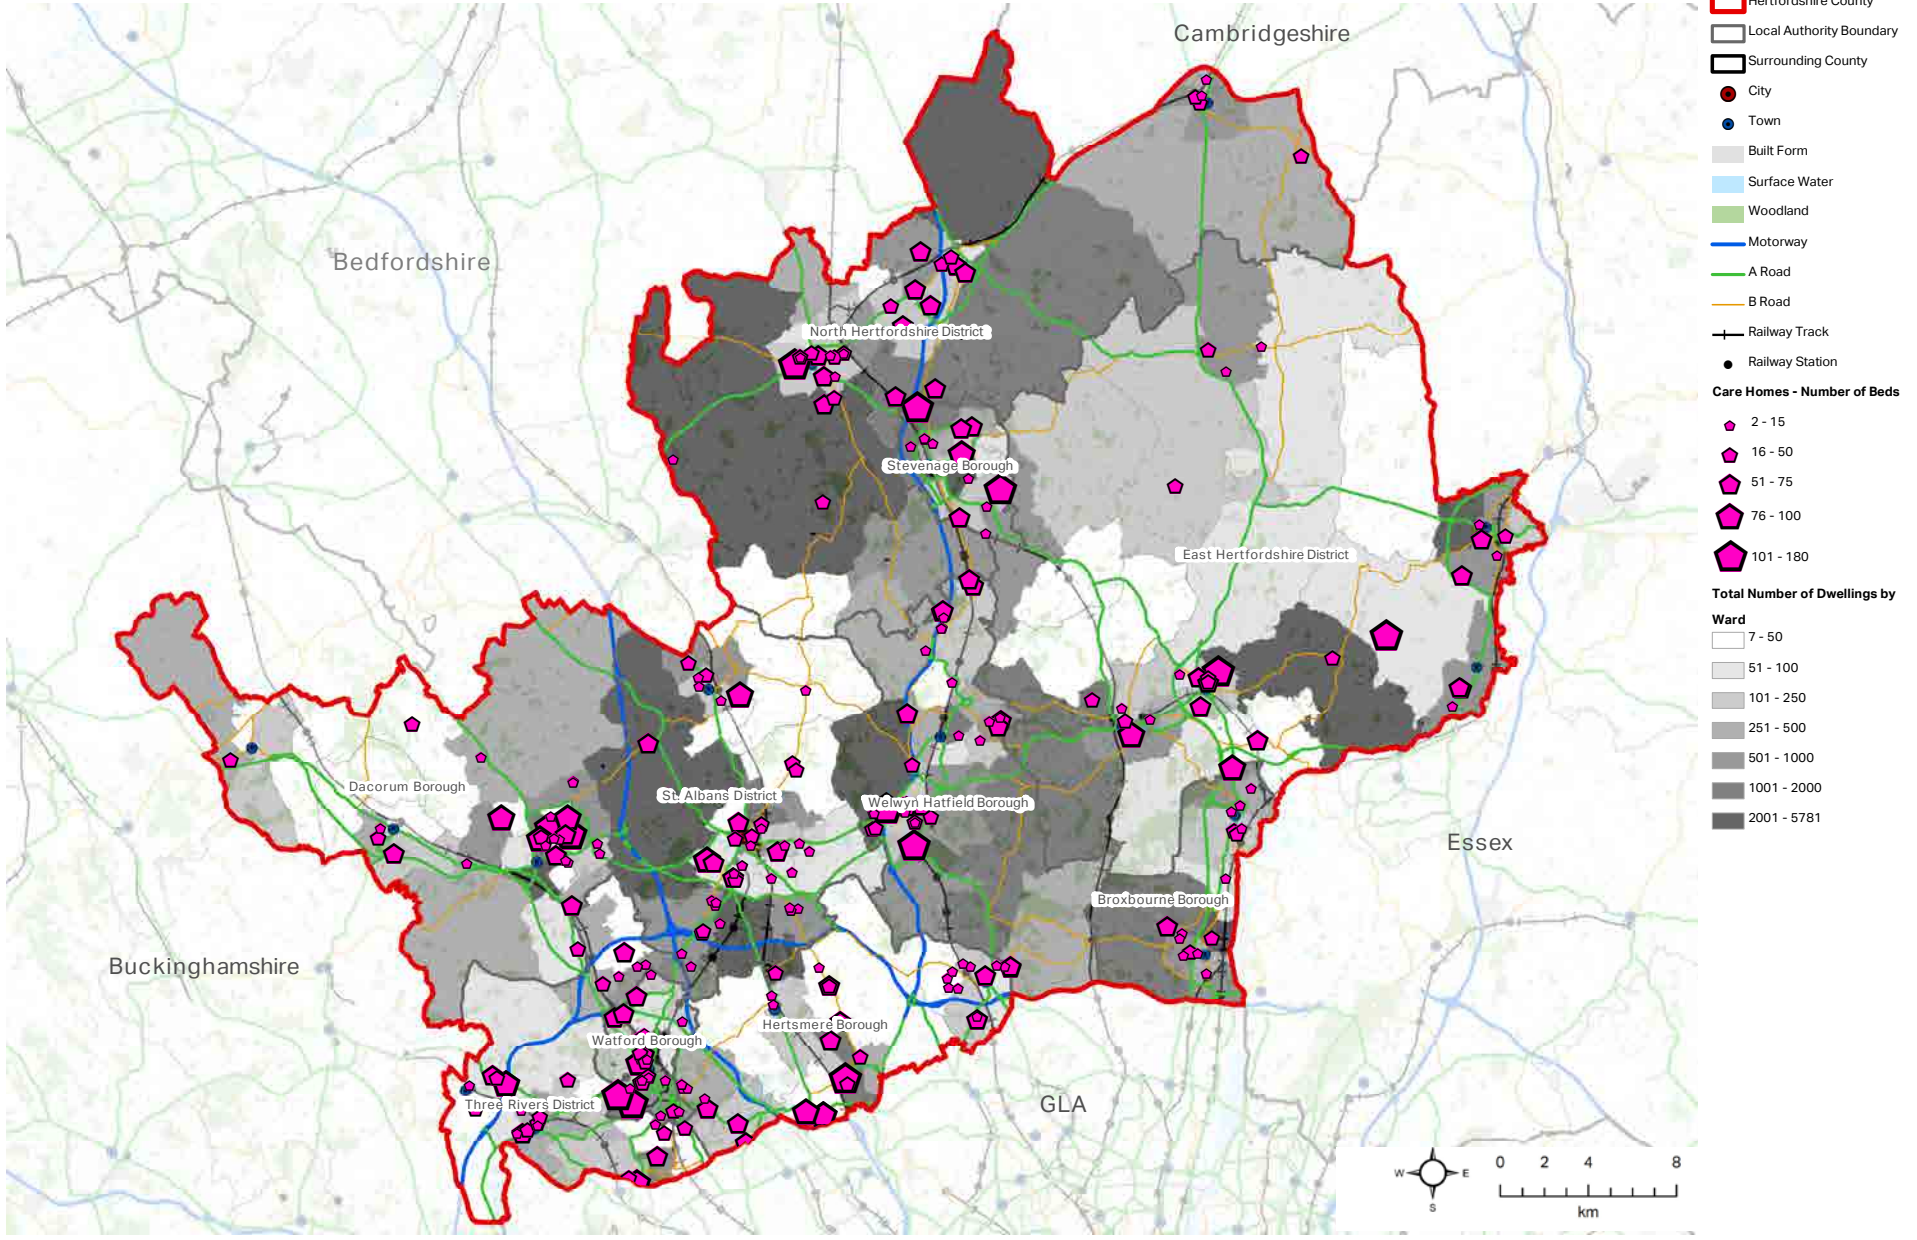 Cambridgeshire
Bedfordshire
North Hertfordshire District
Stevenage Borough
East Hertfordshire District
Dacorum Borough
St. Albans District
Welwyn Hatfield Borough
Essex
Broxbourne Borough
Buckinghamshire
Hertsmere Borough
Watford Borough
Three Rivers District
GLA
Hertfordshire County
Local Authority Boundary
Surrounding County
City
Town
Built Form
Surface Water
Woodland
Motorway
A Road
B Road
Railway Track
Railway Station
Care Homes - Number of Beds
2 - 15
16 - 50
51 - 75
76 - 100
101 - 180
Total Number of Dwellings by
Ward
7 - 50
51 - 100
101 - 250
251 - 500
501 - 1000
1001 - 2000
2001 - 5781
W E
S
0 2 4 8
km